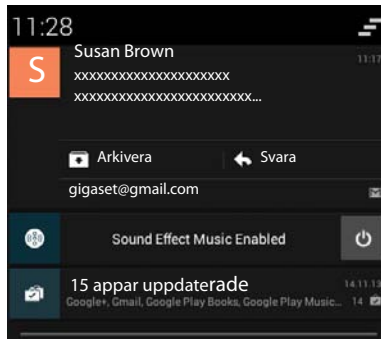 11:28
S
Susan Brown
11:17
xxxxxxxxxxxxxxxxxxxxx
xxxxxxxxxxxxxxxxxxxxxxxx...
Arkivera
Svara
gigaset@gmail.com
Sound Effect Music Enabled
15 appar uppdaterade
14.11.13
Google+, Gmail, Google Play Books, Google Play Music...
14